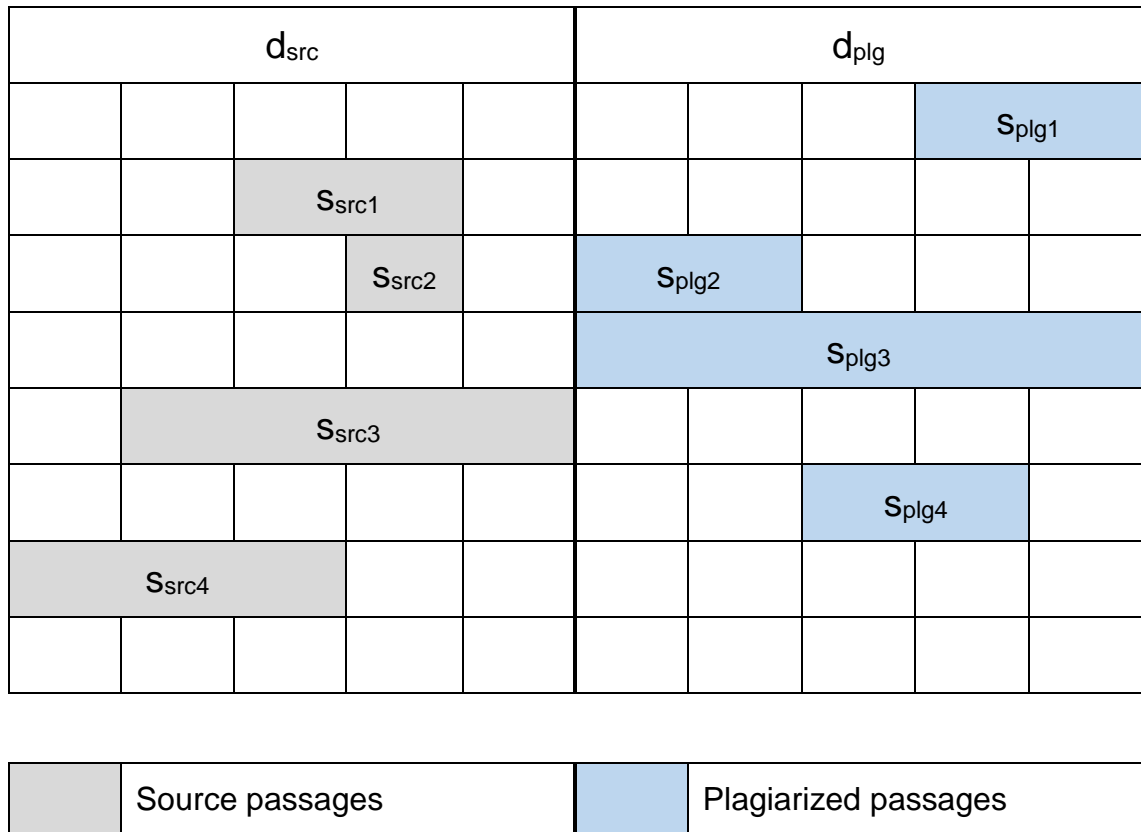 dsrc dplg
splg1
ssrc1
ssrc2 splg2
splg3
ssrc3
splg4
ssrc4
Source passages Plagiarized passages